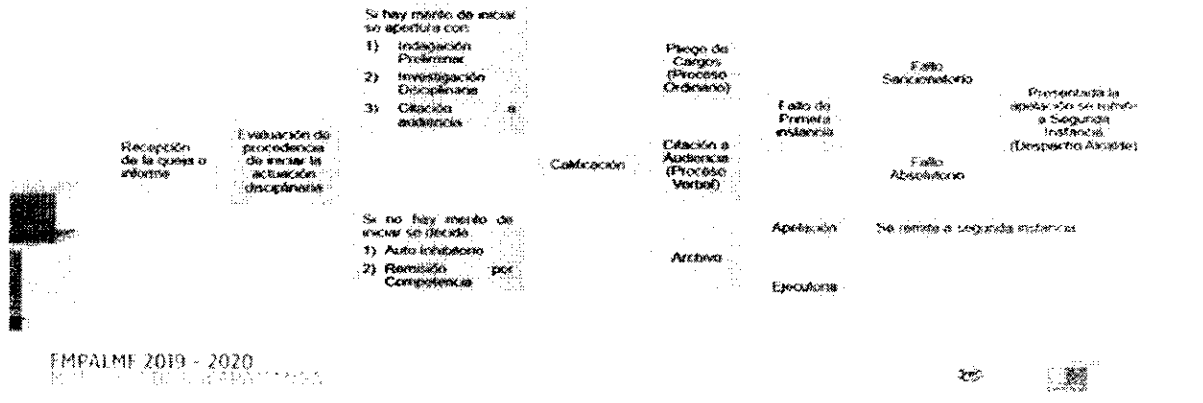 Recepción
de la queja o
informe
Evaluación de
procedencia
de iniciar la
actuación
disciplinaria
Si hay merito de iniciar
se apertura con:
1) Indagación
Preliminar
2) Investigación
Disciplinaria
3) Citación a
audiencia
Si no hay merito de
iniciar se decide
1) Auto Inhibitorio
2) Remisión por
Competencia
Calificación
Pliego de
Cargos
(Proceso
Ordinario)
Citación a
Audiencia
(Proceso
Verbal)
Archivo
Fallo de
Primera
instancia
Apelación
Ejecutoria
Fallo
Sancionatorio
Fallo
Absolutorio
Se remite a segunda instancia
Presentada la
apelación se remite
a Segunda
Instancia
(Despacho Alcalde)
EMPALME 2019 - 2020